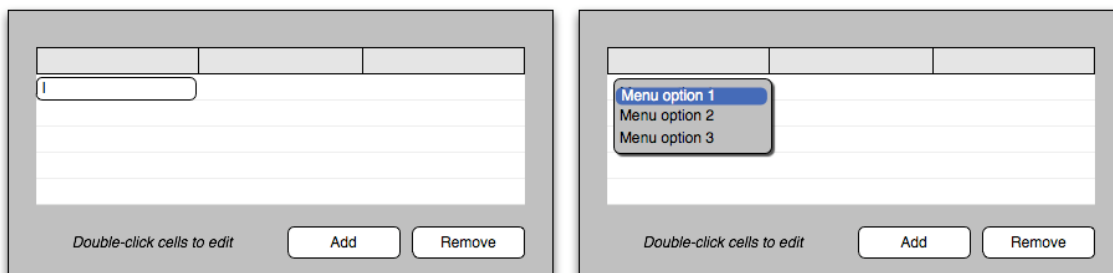 Double-click cells to edit
Add
Remove
Menu option 1
Menu option 2
Menu option 3
Double-click cells to edit
Add
Remove